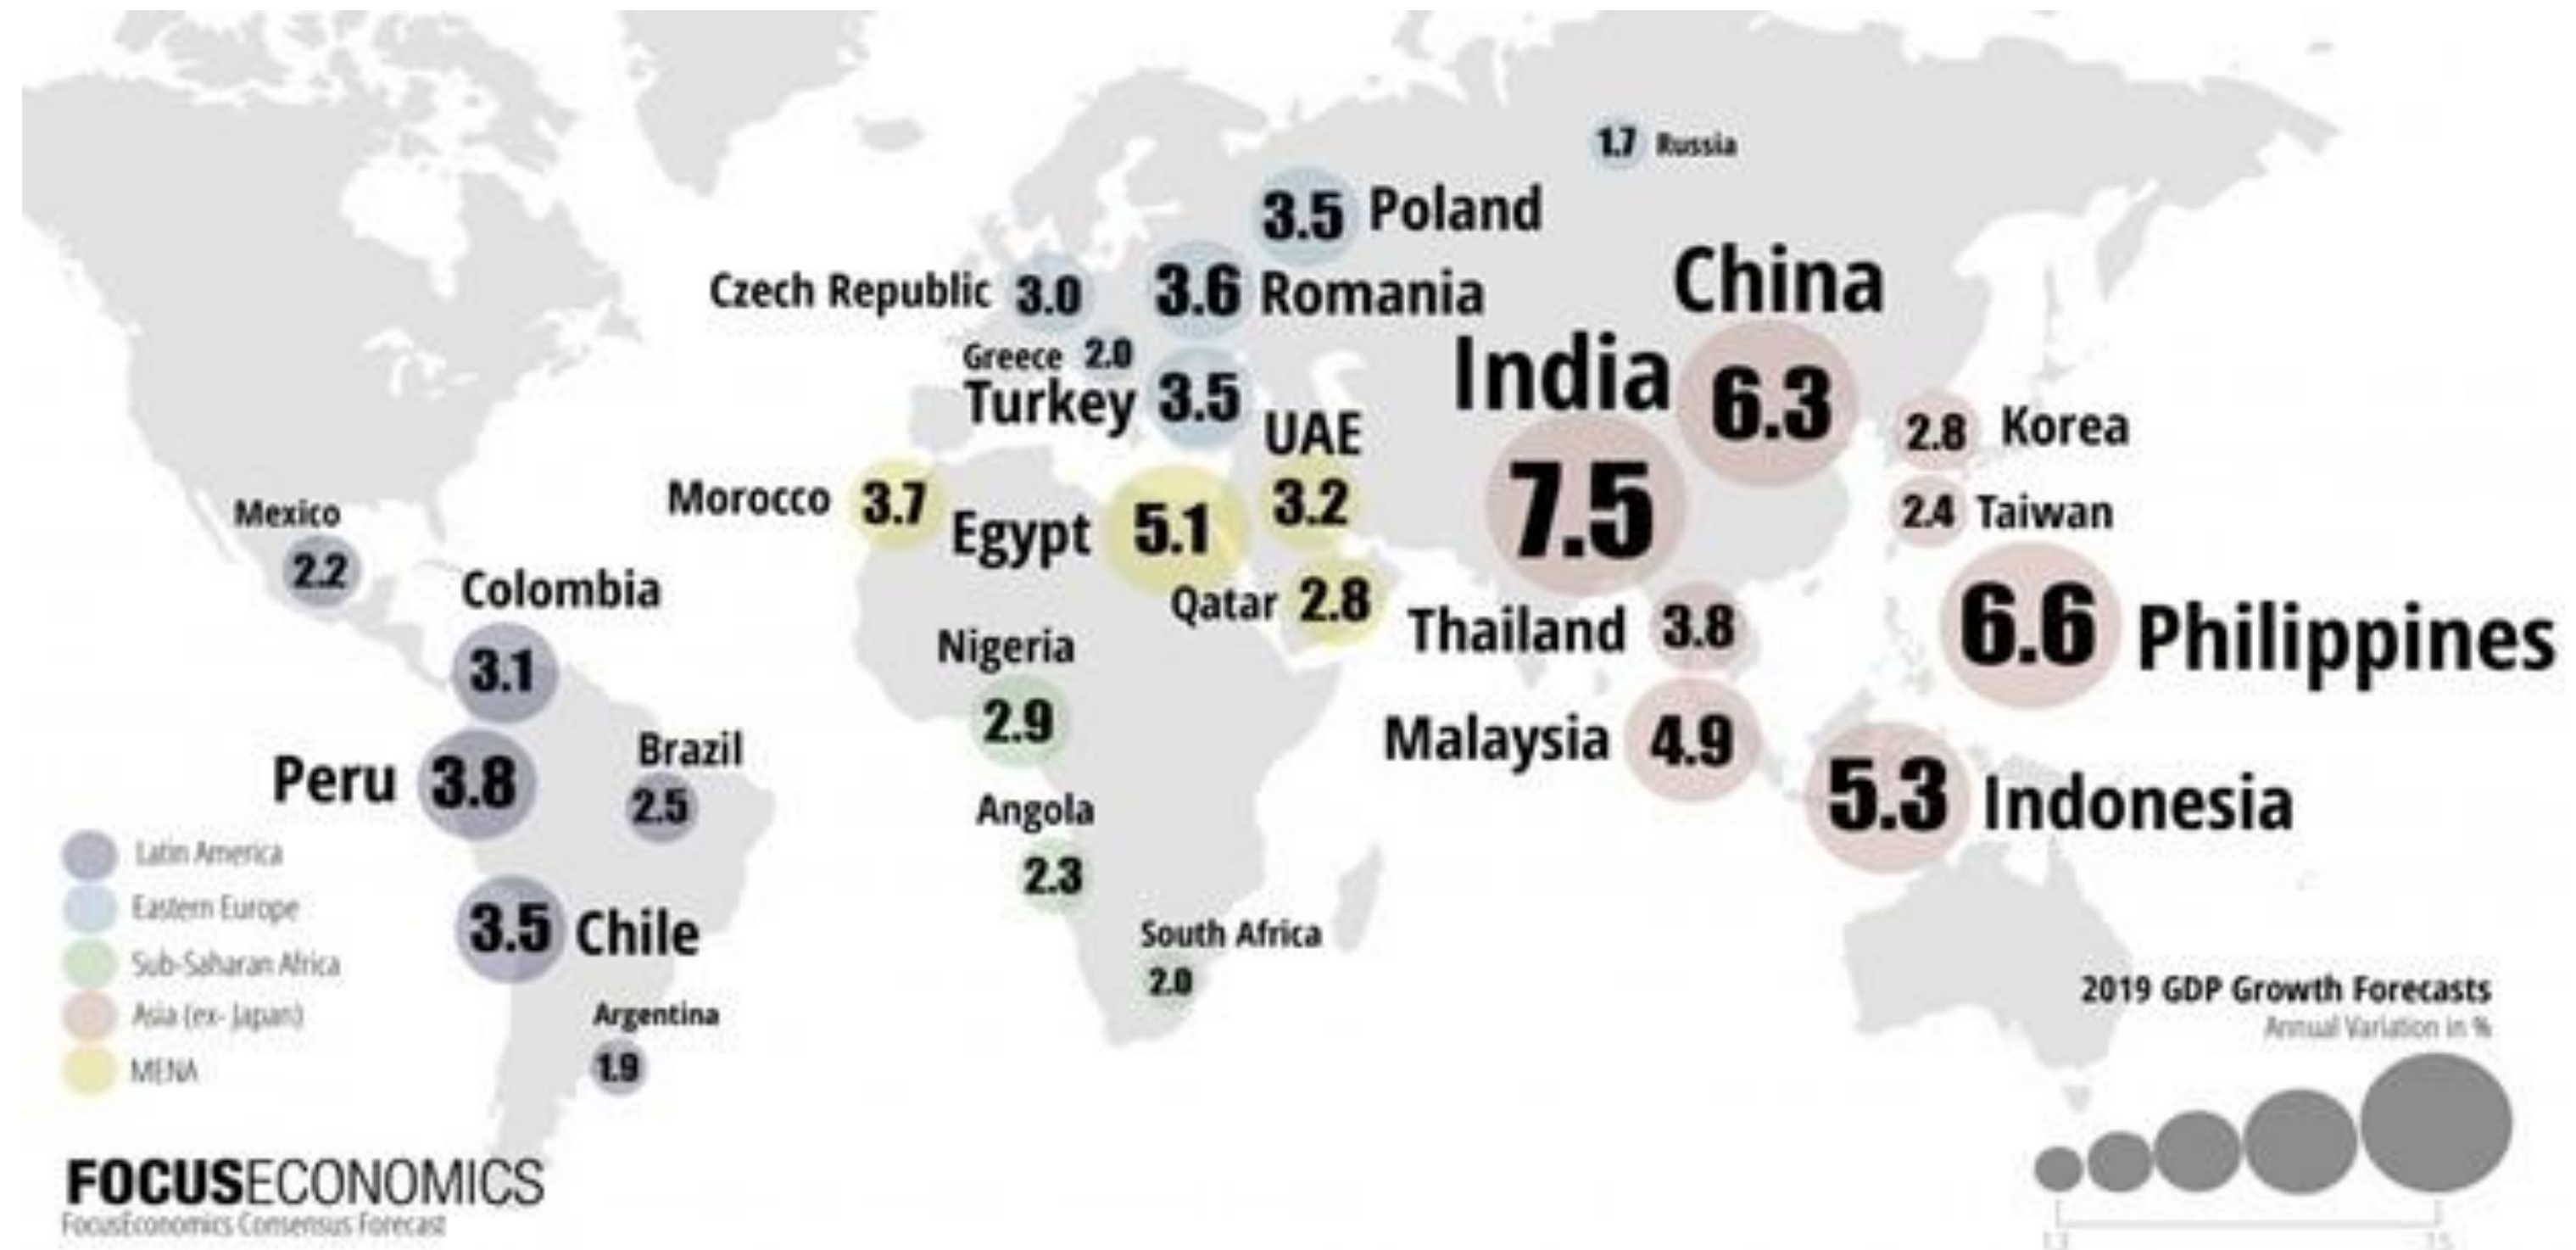 1.7 Russia
3.5 Poland
China
Czech Republic 3.0
3.6 Romania
Greece 2.0
India
6.3
Turkey 3.5
UAE
2.8 Korea
Morocco 3.7
3.2
7.5
Egypt 5.1
2.4 Taiwan
Mexico
2.2
Colombia
Qatar 2.8
Thailand 3.8
6.6 Philippines
Nigeria
3.1
2.9
Malaysia 4.9
Brazil
Peru 3.8
2.5
5.3 Indonesia
Angola
2.3
Latin America
Eastern Europe
Sub-Saharan Africa
Asia (ex- Japan)
MENA
3.5 Chile
South Africa
2.0
Argentina
1.9
2019 GDP Growth Forecasts
Annual Variation in %
FOCUSECONOMICS
FocusEconomics Consensus Forecast